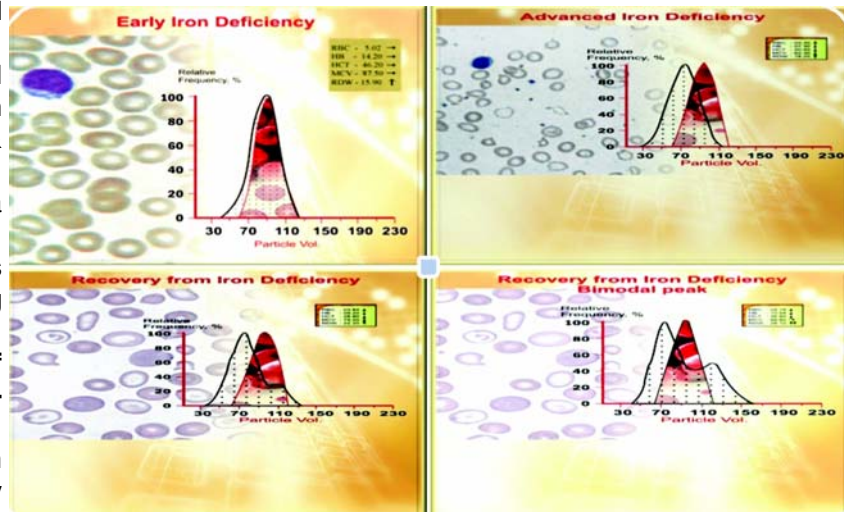 Early Iron Deficiency
RBC - 5.02 →
HB - 14.20 →
HCT - 46.20 →
MCV - 87.50 →
RDW - 15.90 ↑
Relative
Frequency, %
100
80
60
40
20
0
30 70 110 150 190 230
Particle Vol.
Advanced Iron Deficiency
Relative
Frequency, %
100
80
60
40
20
0
30 70 110 150 190 230
Particle Vol.
Recovery from Iron Deficiency
Relative
Frequency, %
100
80
60
40
20
0
30 70 110 150 190 230
Particle Vol.
Recovery from Iron Deficiency
Bimodal peak
Relative
Frequency, %
100
80
60
40
20
0
30 70 110 150 190 230
Particle Vol.